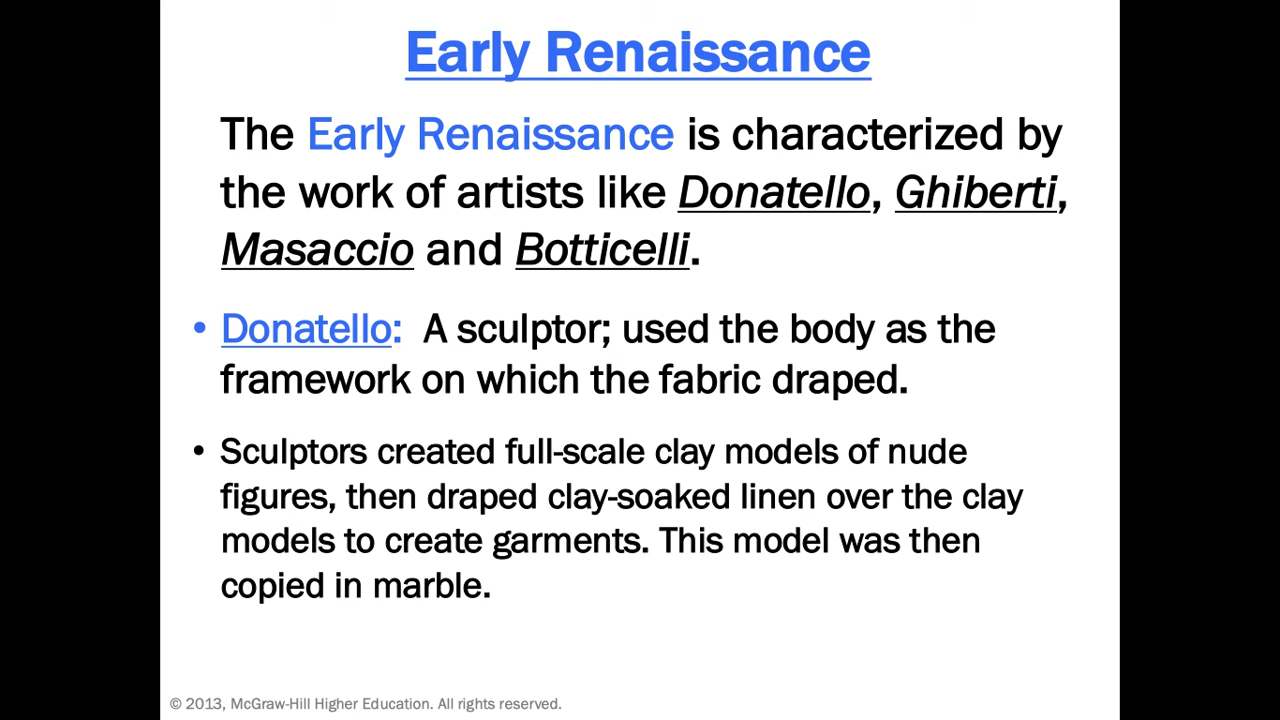 Early Renaissance
The Early Renaissance is characterized by
the work of artists like Donatello, Ghiberti,
Masaccio and Botticelli.
• Donatello: A sculptor; used the body as the
framework on which the fabric draped.
• Sculptors created full-scale clay models of nude
figures, then draped clay-soaked linen over the clay
models to create garments. This model was then
copied in marble.
© 2013, McGraw-Hill Higher Education. All rights reserved.